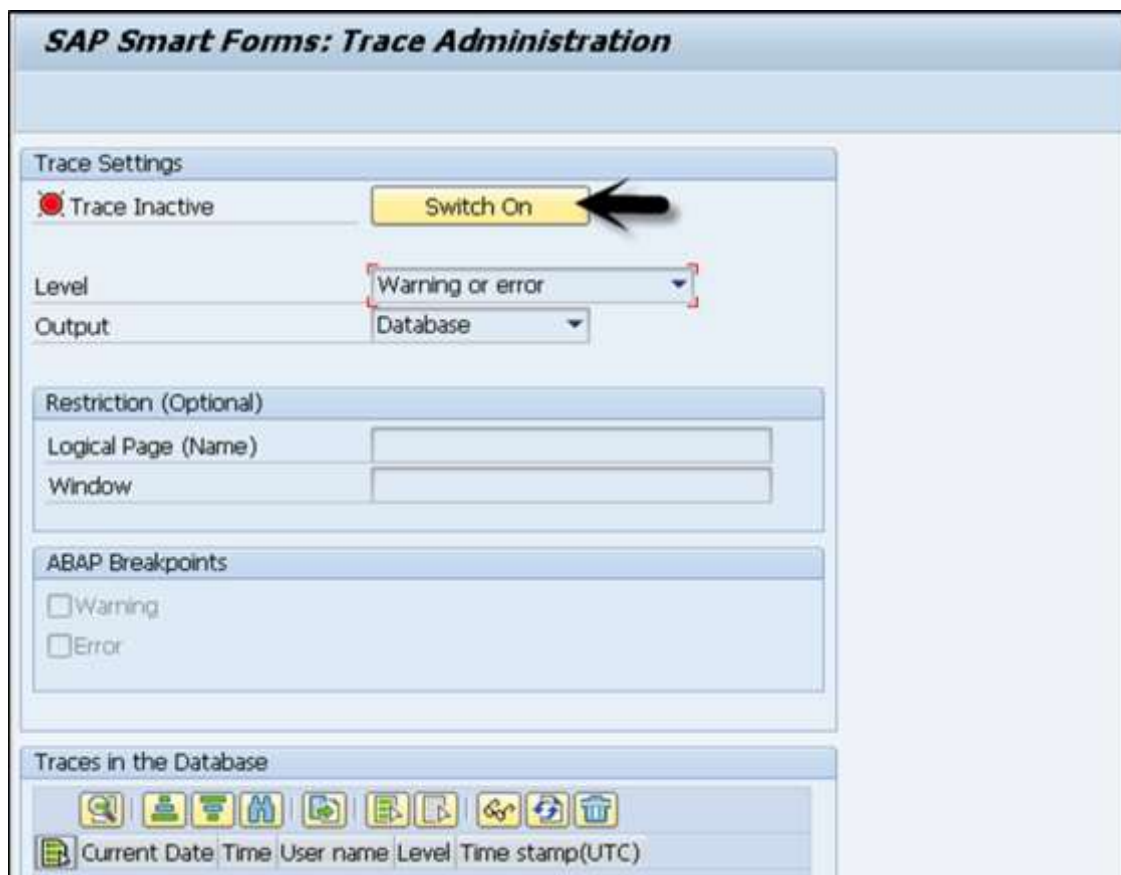 SAP Smart Forms: Trace Administration
Trace Settings
Trace Inactive Switch On
Level Warning or error
Output Database
Restriction (Optional)
Logical Page (Name)
Window
ABAP Breakpoints
Warning
Error
Traces in the Database
Current Date Time User name Level Time stamp(UTC)